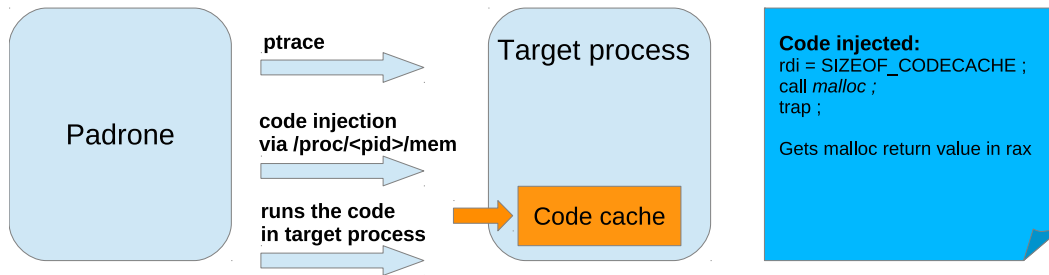 Padrone
ptrace
code injection
via /proc/<pid>/mem
runs the code
in target process
Target process
Code cache
Code injected:
rdi = SIZEOF_CODECACHE ;
call malloc ;
trap ;
Gets malloc return value in rax